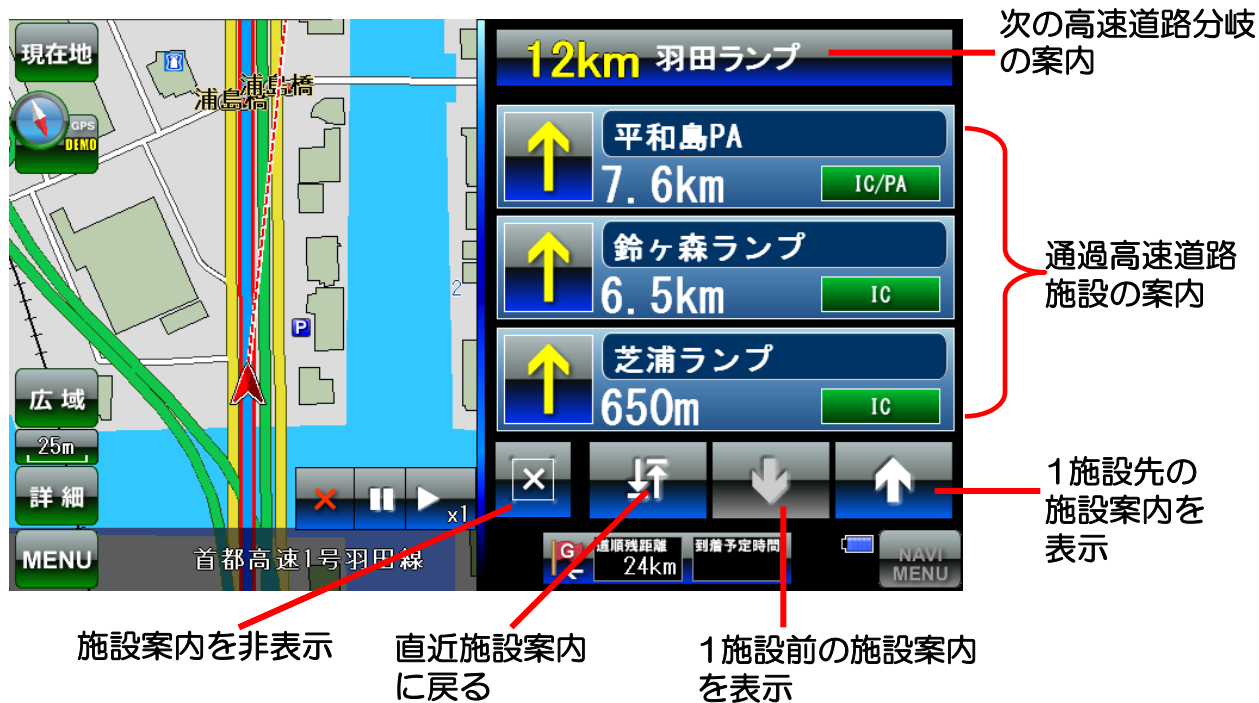 現在地
GPS
DEMO
浦島橋
浦島橋
2
P
広域
25m
詳細
MENU
x1
首都高速1号羽田線
12km 羽田ランプ
平和島PA
7.6km
IC/PA
鈴ヶ森ランプ
6.5km
IC
芝浦ランプ
650m
IC
G
道順残距離
24km
到着予定時間
NAVI
MENU
次の高速道路分岐
の案内
通過高速道路
施設の案内
1施設先の
施設案内を
表示
施設案内を非表示
直近施設案内
に戻る
1施設前の施設案内
を表示